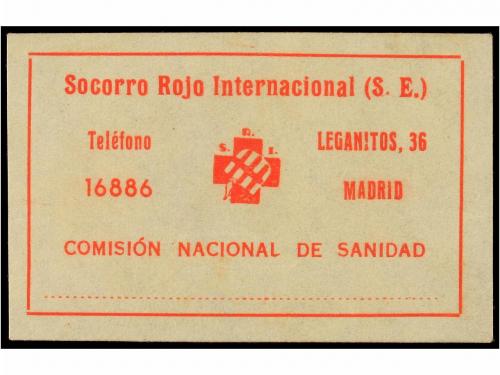 Socorro Rojo Internacional (S. E.)
Teléfono
16886
S. R. I.
LEGANITOS, 36
MADRID
COMISIÓN NACIONAL DE SANIDAD